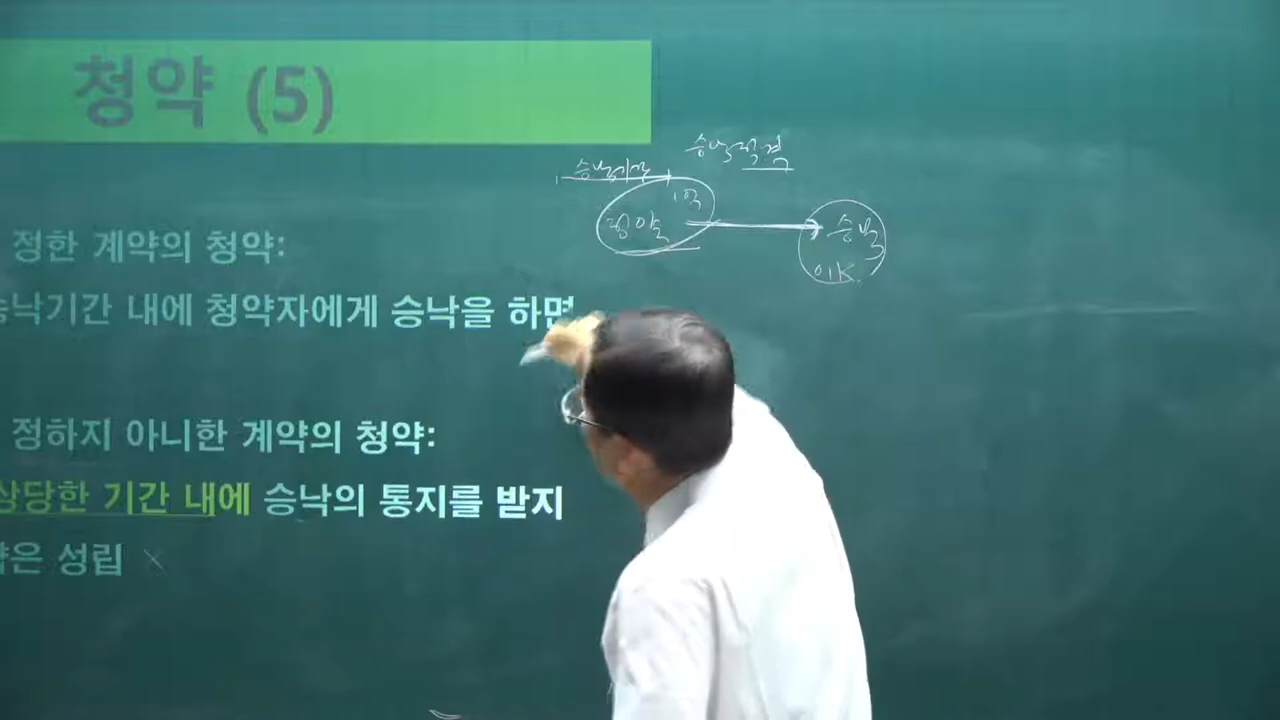 청약 (5)
승낙적격
승낙기간
1억
청약
승낙
OK.
정한 계약의 청약:
승낙기간 내에 청약자에게 승낙을 하면
정하지 아니한 계약의 청약:
상당한 기간 내에 승낙의 통지를 받지
약은 성립 ×